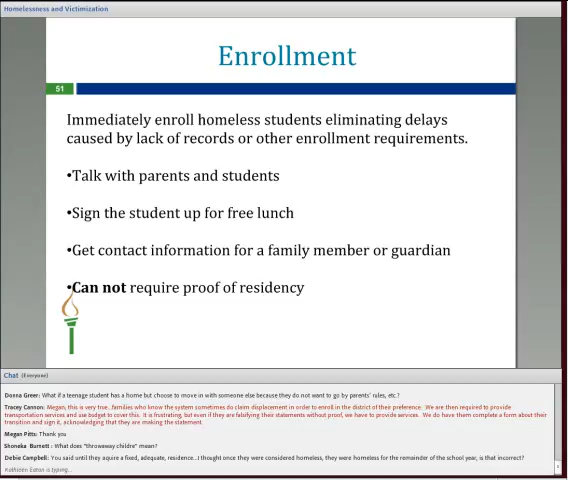 Homelessness and Victimization
Enrollment
51
Immediately enroll homeless students eliminating delays
caused by lack of records or other enrollment requirements.
•Talk with parents and students
•Sign the student up for free lunch
•Get contact information for a family member or guardian
•Can not require proof of residency
Chat (Everyone)
Donna Greer: What if a teenage student has a home but choose to move in with someone else because they do not want to go by parents' rules, etc.?
Tracey Cannon: Megan, this is very true...families who know the system sometimes do claim displacement in order to enroll in the district of their preference. We are then required to provide
transportation services and use budget to cover this. It is frustrating, but even if they are falsifying their statements without proof, we have to provide services. We do have them complete a form about their
transition and sign it, acknowledging that they are making the statement.
Megan Pitts: Thank you
Shoneka Burnett : What does "throwaway childre" mean?
Debie Campbell: You said until they aquire a fixed, adequate, residence...I thought once they were considered homeless, they were homeless for the remainder of the school year, is that incorrect?
Kathleen Eaton is typing...